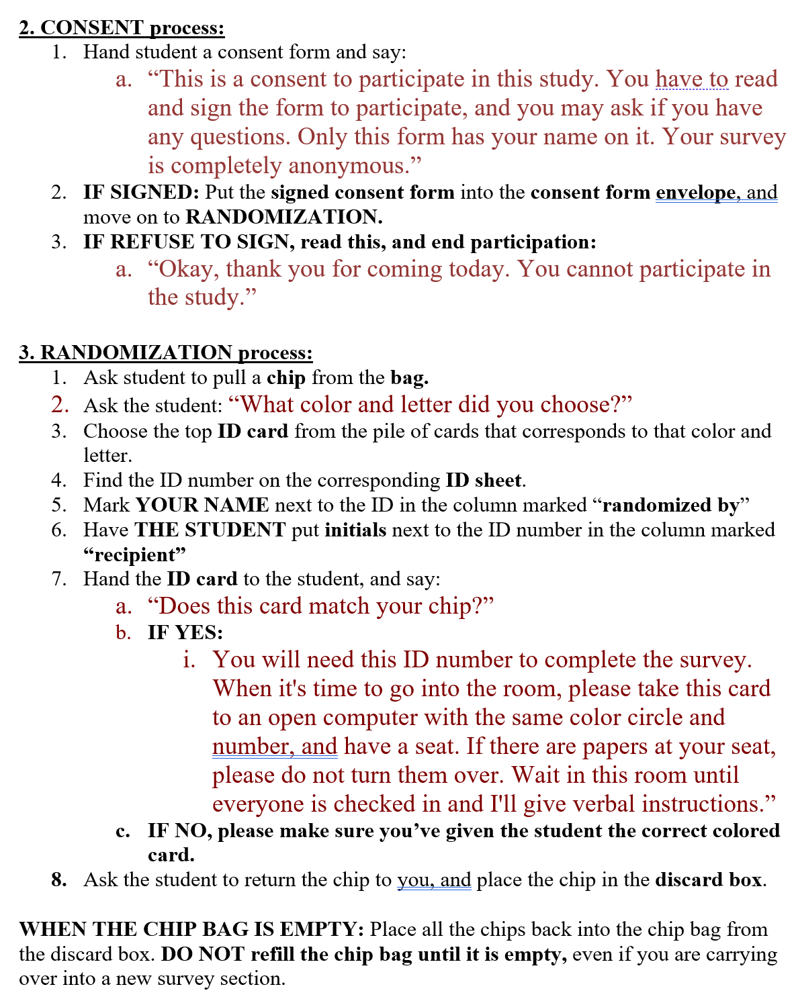 2. CONSENT process:
1. Hand student a consent form and say:
a. “This is a consent to participate in this study. You have to read
and sign the form to participate, and you may ask if you have
any questions. Only this form has your name on it. Your survey
is completely anonymous.”
2. IF SIGNED: Put the signed consent form into the consent form envelope, and
move on to RANDOMIZATION.
3. IF REFUSE TO SIGN, read this, and end participation:
a. “Okay, thank you for coming today. You cannot participate in
the study.”
3. RANDOMIZATION process:
1. Ask student to pull a chip from the bag.
2. Ask the student: “What color and letter did you choose?”
3. Choose the top ID card from the pile of cards that corresponds to that color and
letter.
4. Find the ID number on the corresponding ID sheet.
5. Mark YOUR NAME next to the ID in the column marked “randomized by”
6. Have THE STUDENT put initials next to the ID number in the column marked
“recipient”
7. Hand the ID card to the student, and say:
a. “Does this card match your chip?”
b. IF YES:
i. You will need this ID number to complete the survey.
When it's time to go into the room, please take this card
to an open computer with the same color circle and
number, and have a seat. If there are papers at your seat,
please do not turn them over. Wait in this room until
everyone is checked in and I'll give verbal instructions.”
c. IF NO, please make sure you’ve given the student the correct colored
card.
8. Ask the student to return the chip to you, and place the chip in the discard box.
WHEN THE CHIP BAG IS EMPTY: Place all the chips back into the chip bag from
the discard box. DO NOT refill the chip bag until it is empty, even if you are carrying
over into a new survey section.